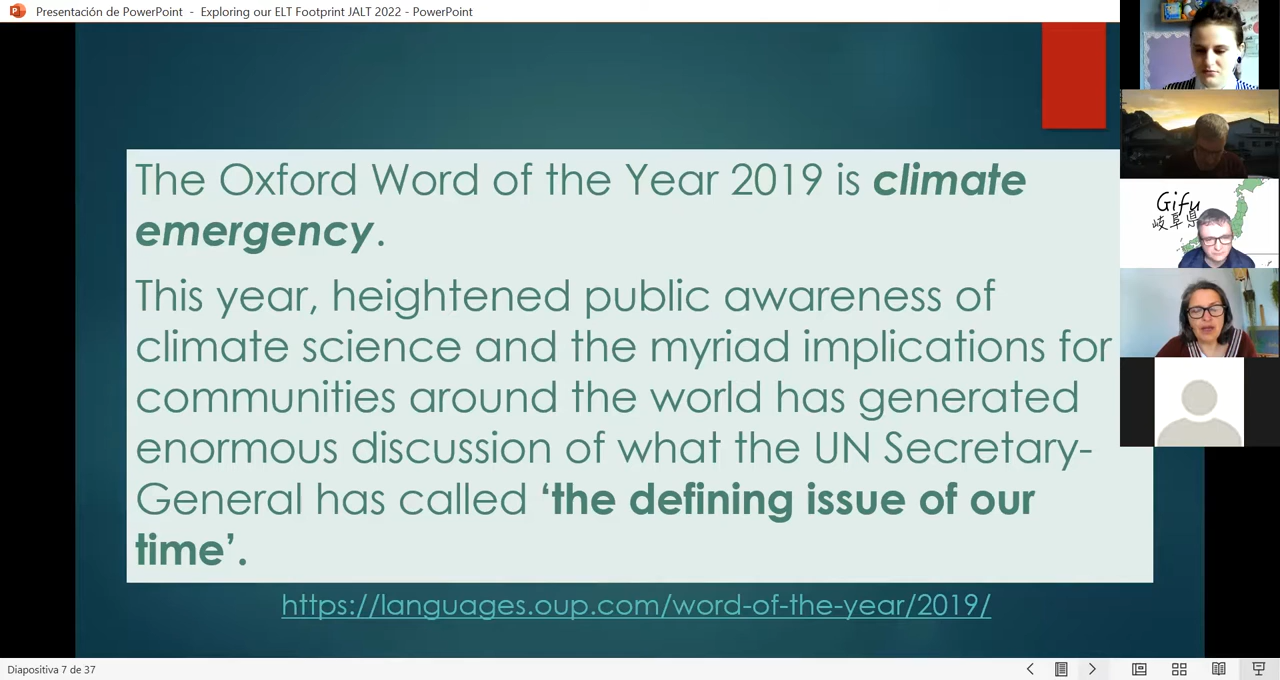 Presentación de PowerPoint - Exploring our ELT Footprint JALT 2022 - PowerPoint
The Oxford Word of the Year 2019 is climate
emergency.
This year, heightened public awareness of
climate science and the myriad implications for
communities around the world has generated
enormous discussion of what the UN Secretary-
General has called ‘the defining issue of our
time’.
https://languages.oup.com/word-of-the-year/2019/
Gifu
岐阜県
Diapositiva 7 de 37